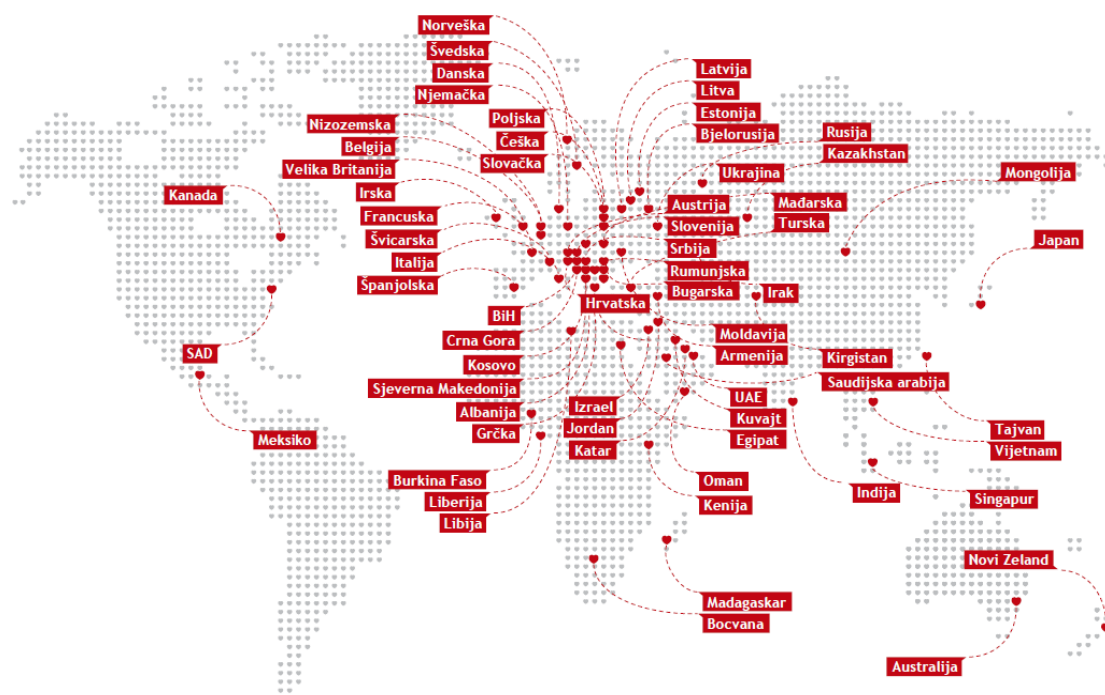 Norveška
Švedska
Danska
Njemačka
Nizozemska
Belgija
Velika Britanija
Irska
Francuska
Švicarska
Italija
Španjolska
Poljska
Češka
Slovačka
Latvija
Litva
Estonija
Bjelorusija
Rusija
Kazakhstan
Ukrajina
Mongolija
Kanada
Austrija
Mađarska
Slovenija
Turska
Srbija
Japan
Rumunjska
Bugarska
Irak
Hrvatska
BiH
Crna Gora
Kosovo
Sjeverna Makedonija
Albanija
Grčka
Moldavija
Armenija
Kirgistan
Saudijska arabija
SAD
Meksiko
Izrael
Jordan
Katar
UAE
Kuvajt
Egipat
Tajvan
Vijetnam
Burkina Faso
Liberija
Libija
Oman
Kenija
Indija
Singapur
Novi Zeland
Madagaskar
Bocvana
Australija